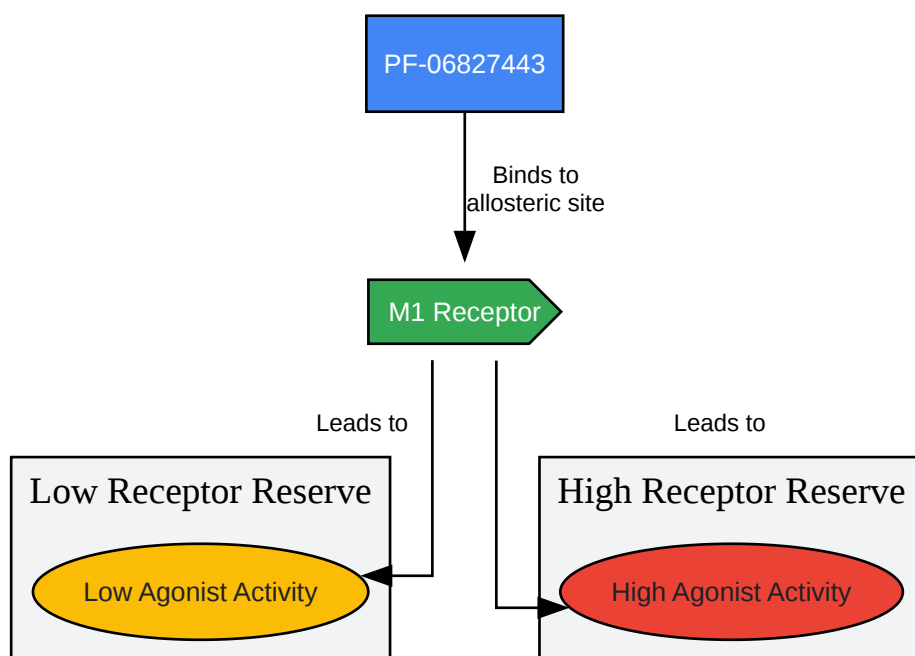 PF-06827443
Binds to
allosteric site
M1 Receptor
Leads to
Leads to
Low Receptor Reserve
High Receptor Reserve
Low Agonist Activity
High Agonist Activity